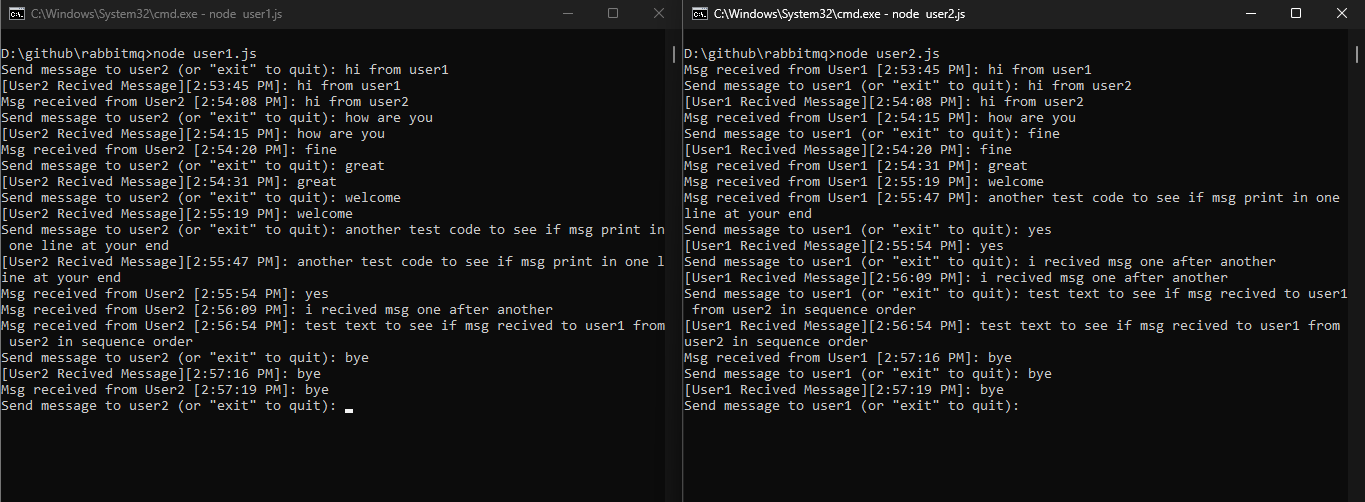 C:\Windows\System32\cmd.exe - node user1.js
D:\github\rabbitmq>node user1.js
Send message to user2 (or "exit" to quit): hi from user1
[User2 Recived Message][2:53:45 PM]: hi from user1
Msg received from User2 [2:54:08 PM]: hi from user2
Send message to user2 (or "exit" to quit): how are you
[User2 Recived Message][2:54:15 PM]: how are you
Msg received from User2 [2:54:20 PM]: fine
Send message to user2 (or "exit" to quit): great
[User2 Recived Message][2:54:31 PM]: great
Send message to user2 (or "exit" to quit): welcome
[User2 Recived Message][2:55:19 PM]: welcome
Send message to user2 (or "exit" to quit): another test code to see if msg print in
one line at your end
[User2 Recived Message][2:55:47 PM]: another test code to see if msg print in one l
ine at your end
Msg received from User2 [2:55:54 PM]: yes
Msg received from User2 [2:56:09 PM]: i recived msg one after another
Msg received from User2 [2:56:54 PM]: test text to see if msg recived to user1 from
user2 in sequence order
Send message to user2 (or "exit" to quit): bye
[User2 Recived Message][2:57:16 PM]: bye
Msg received from User2 [2:57:19 PM]: bye
Send message to user2 (or "exit" to quit):
C:\Windows\System32\cmd.exe - node user2.js
D:\github\rabbitmq>node user2.js
Msg received from User1 [2:53:45 PM]: hi from user1
Send message to user1 (or "exit" to quit): hi from user2
[User1 Recived Message][2:54:08 PM]: hi from user2
Msg received from User1 [2:54:15 PM]: how are you
Send message to user1 (or "exit" to quit): fine
[User1 Recived Message][2:54:20 PM]: fine
Msg received from User1 [2:54:31 PM]: great
Msg received from User1 [2:55:19 PM]: welcome
Msg received from User1 [2:55:47 PM]: another test code to see if msg print in one
line at your end
Send message to user1 (or "exit" to quit): yes
[User1 Recived Message][2:55:54 PM]: yes
Send message to user1 (or "exit" to quit): i recived msg one after another
[User1 Recived Message][2:56:09 PM]: i recived msg one after another
Send message to user1 (or "exit" to quit): test text to see if msg recived to user1
from user2 in sequence order
[User1 Recived Message][2:56:54 PM]: test text to see if msg recived to user1 from
user2 in sequence order
Msg received from User1 [2:57:16 PM]: bye
Send message to user1 (or "exit" to quit): bye
[User1 Recived Message][2:57:19 PM]: bye
Send message to user1 (or "exit" to quit):